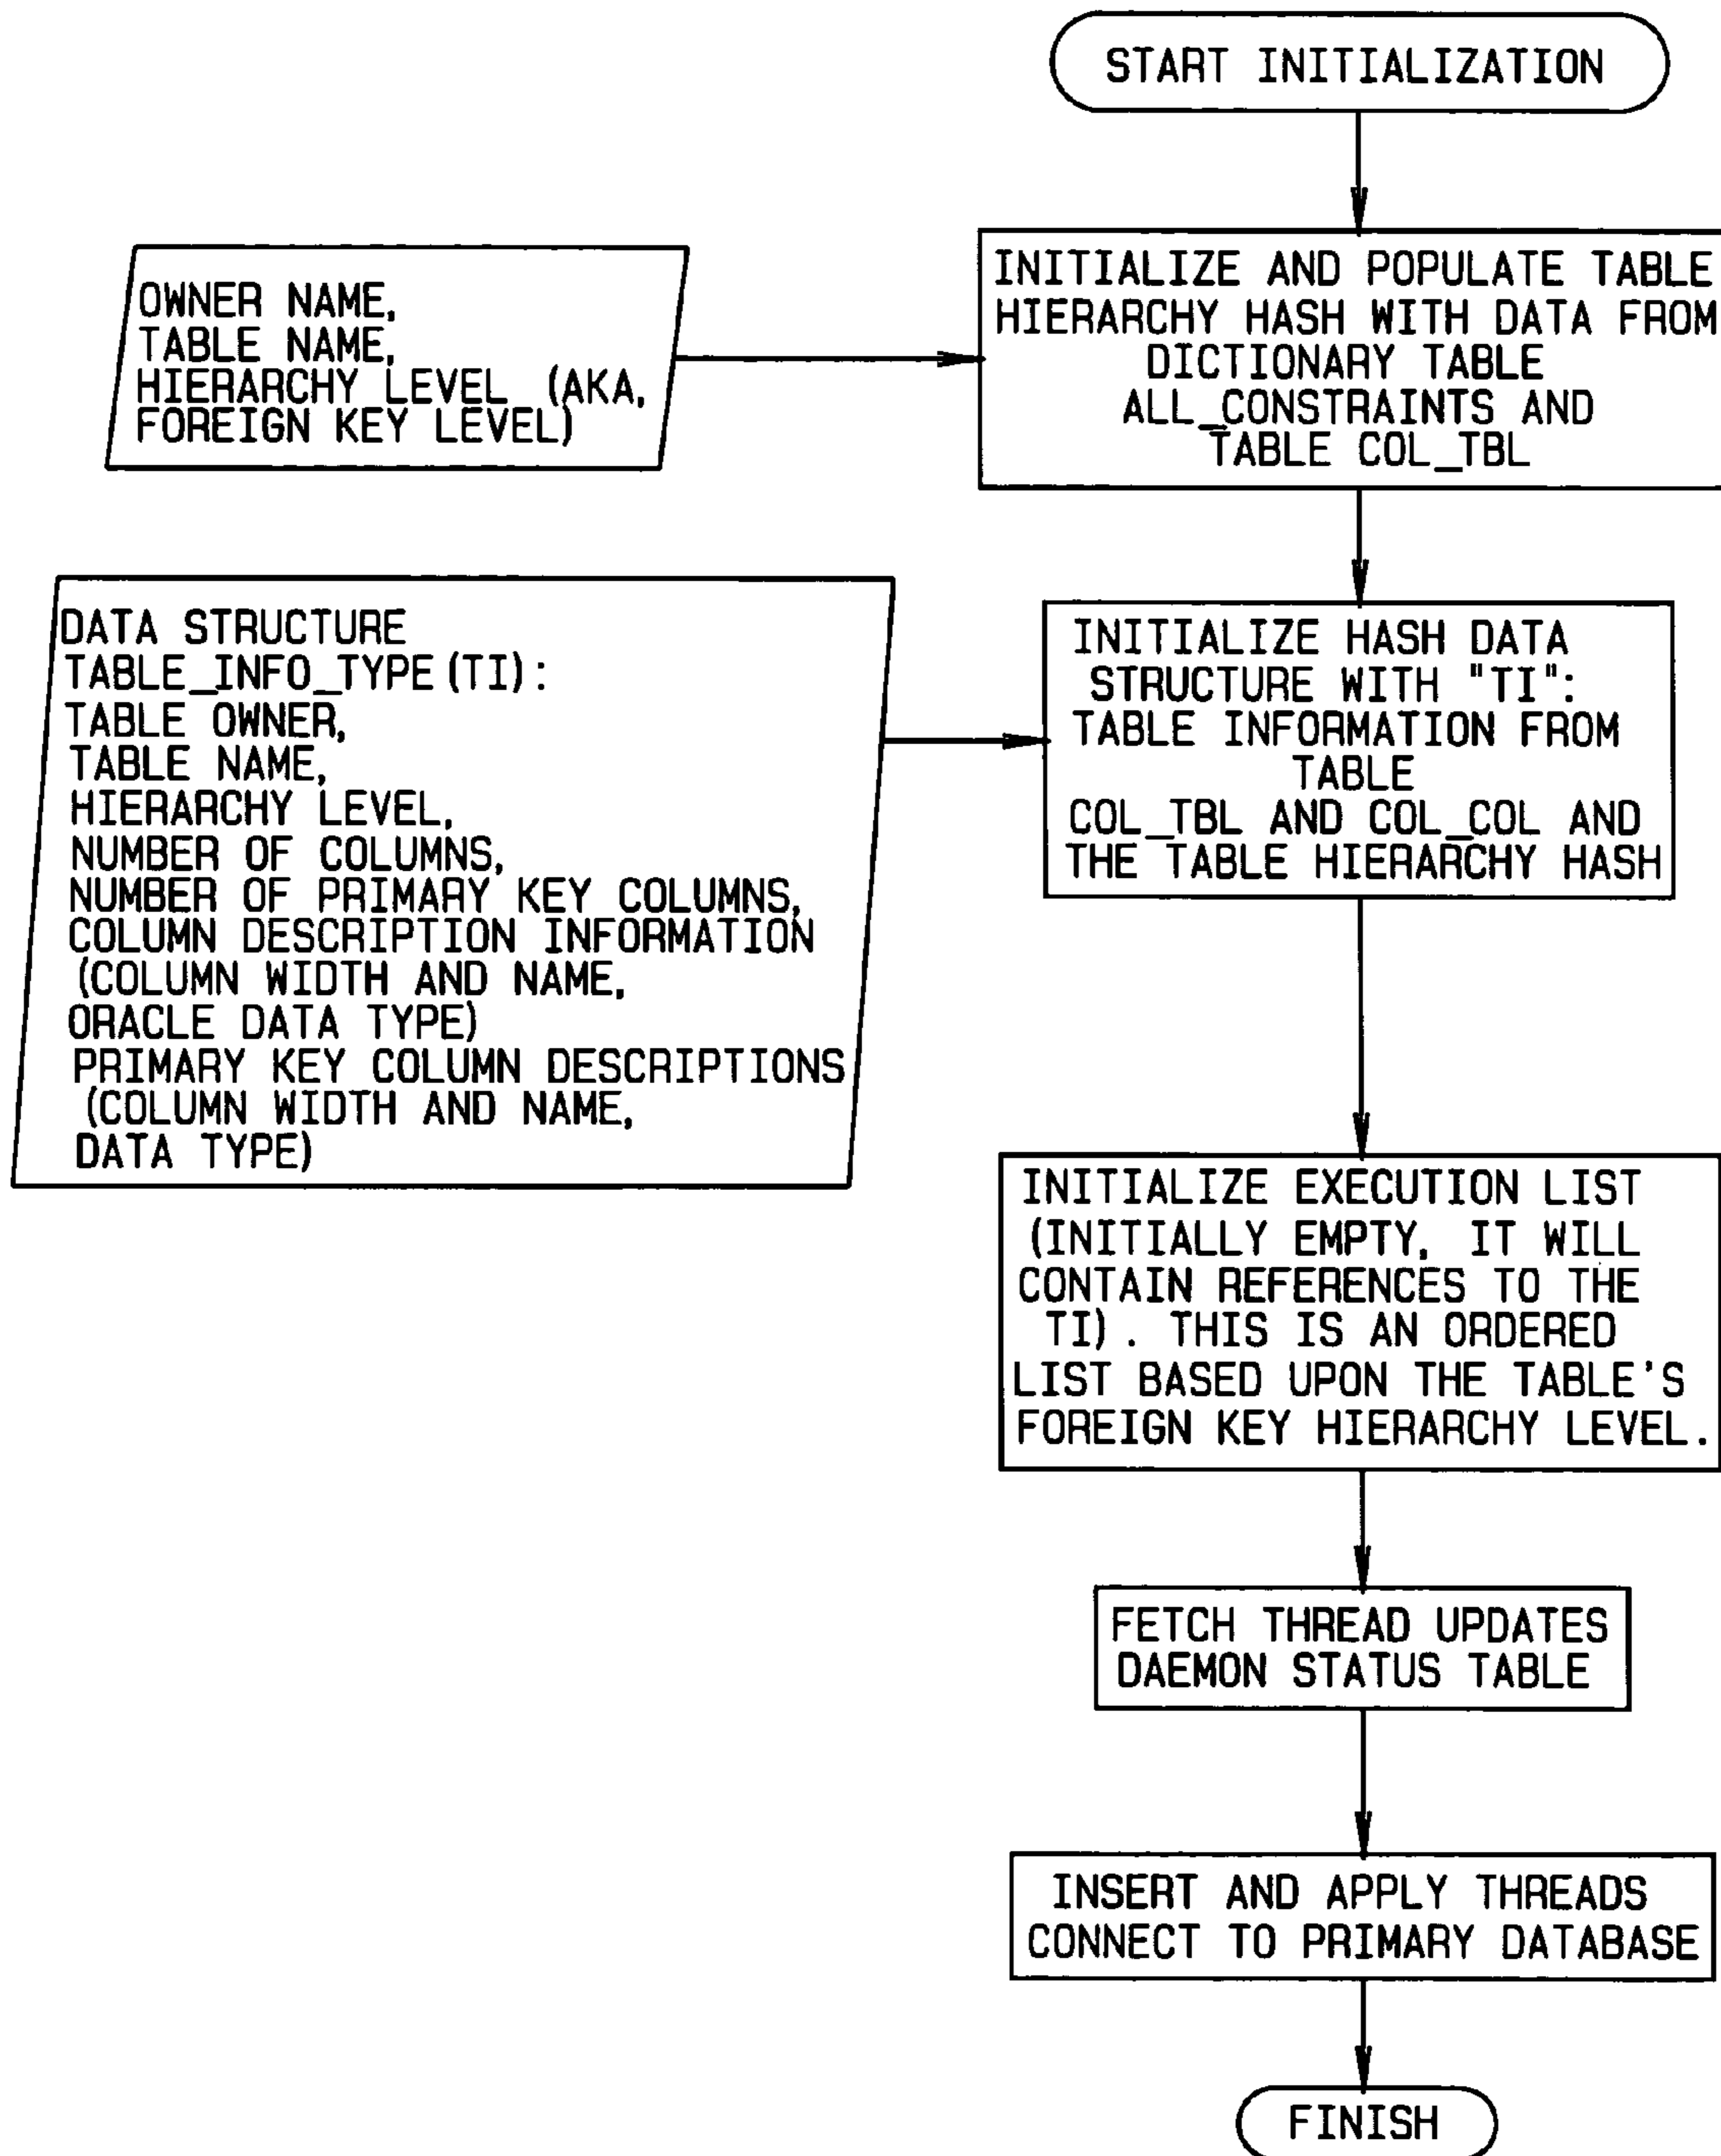 START INITIALIZATION
OWNER NAME,
TABLE NAME,
HIERARCHY LEVEL (AKA,
FOREIGN KEY LEVEL)
INITIALIZE AND POPULATE TABLE
HIERARCHY HASH WITH DATA FROM
DICTIONARY TABLE
ALL_CONSTRAINTS AND
TABLE COL_TBL
DATA STRUCTURE
TABLE_INFO_TYPE (TI):
TABLE OWNER,
TABLE NAME,
HIERARCHY LEVEL,
NUMBER OF COLUMNS,
NUMBER OF PRIMARY KEY COLUMNS,
COLUMN DESCRIPTION INFORMATION
(COLUMN WIDTH AND NAME,
ORACLE DATA TYPE)
PRIMARY KEY COLUMN DESCRIPTIONS
(COLUMN WIDTH AND NAME,
DATA TYPE)
INITIALIZE HASH DATA
STRUCTURE WITH "TI":
TABLE INFORMATION FROM
TABLE
COL_TBL AND COL_COL AND
THE TABLE HIERARCHY HASH
INITIALIZE EXECUTION LIST
(INITIALLY EMPTY, IT WILL
CONTAIN REFERENCES TO THE
TI). THIS IS AN ORDERED
LIST BASED UPON THE TABLE'S
FOREIGN KEY HIERARCHY LEVEL.
FETCH THREAD UPDATES
DAEMON STATUS TABLE
INSERT AND APPLY THREADS
CONNECT TO PRIMARY DATABASE
FINISH